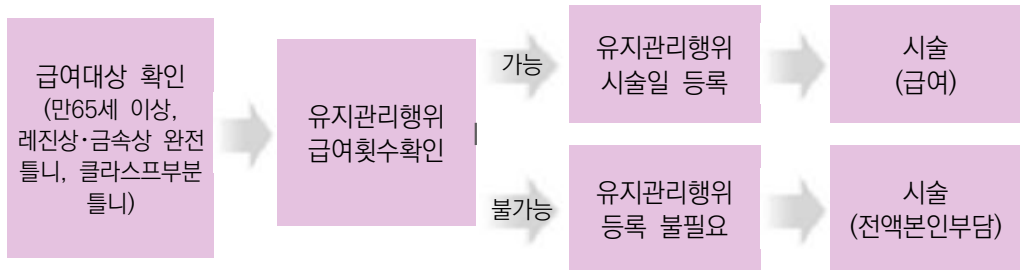 급여대상 확인
(만65세 이상,
레진상·금속상 완전
틀니, 클라스프부분
틀니)
유지관리행위
급여횟수확인
가능
유지관리행위
시술일 등록
시술
(급여)
불가능
유지관리행위
등록 불필요
시술
(전액본인부담)